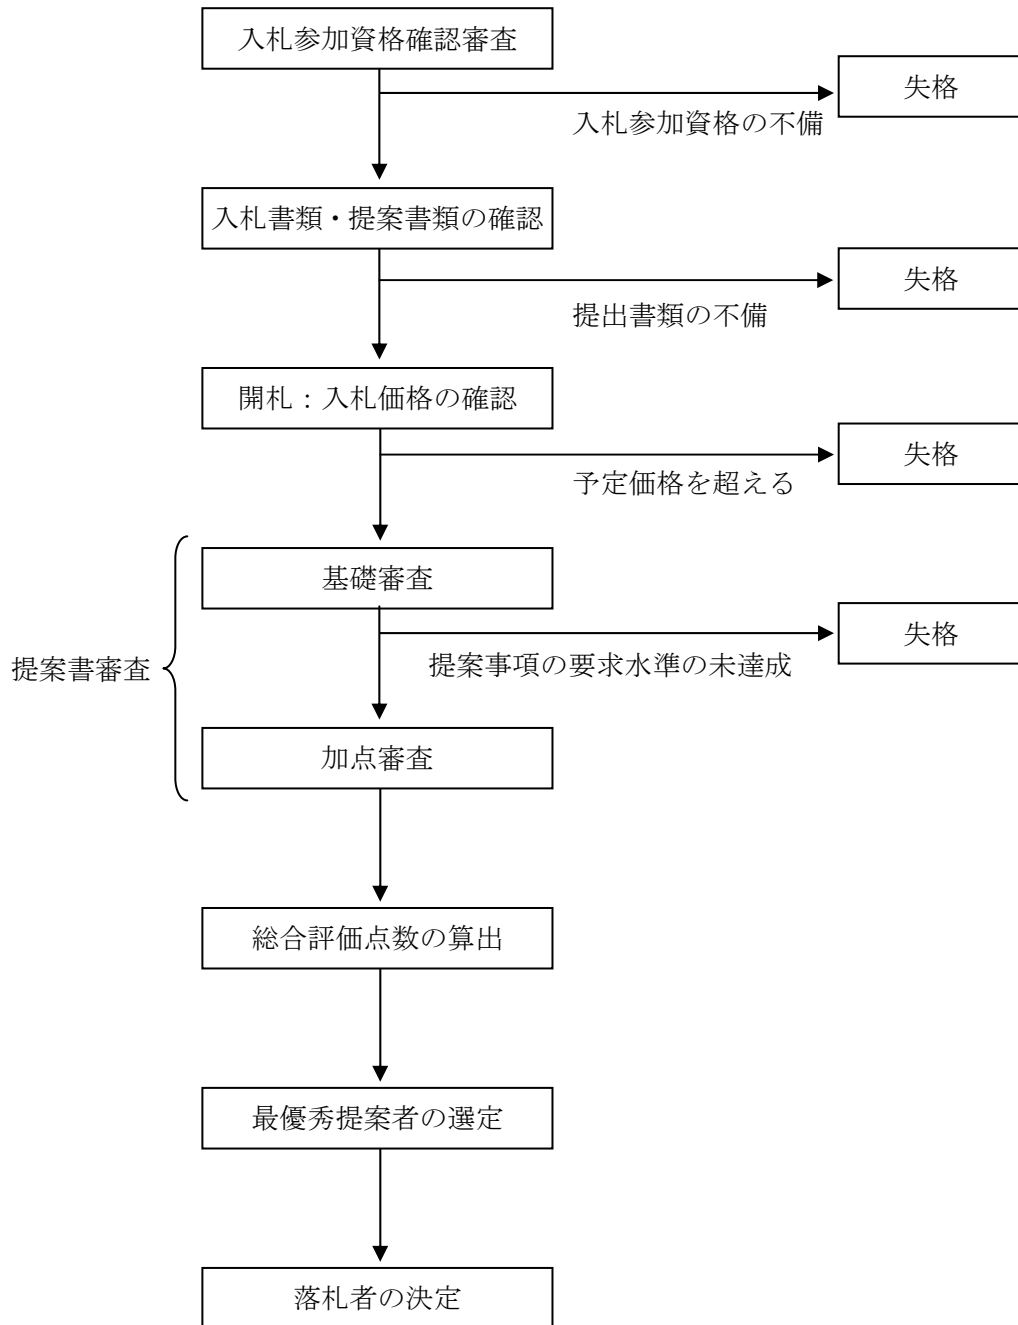 入札参加資格確認審査
失格
入札参加資格の不備
入札書類・提案書類の確認
失格
提出書類の不備
開札：入札価格の確認
失格
予定価格を超える
基礎審査
失格
提案事項の要求水準の未達成
提案書審査
加点審査
総合評価点数の算出
最優秀提案者の選定
落札者の決定